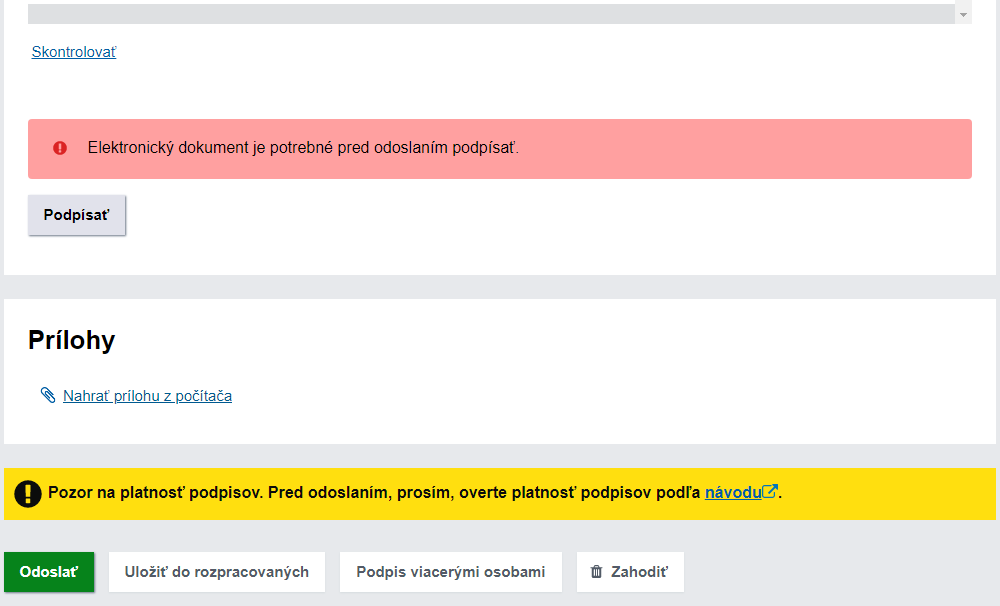 Skontrolovať
Elektronický dokument je potrebné pred odoslaním podpísať.
Podpísať
Prílohy
Nahrať prílohu z počítača
Pozor na platnosť podpisov. Pred odoslaním, prosím, overte platnosť podpisov podľa návodu.
Odoslať Uložiť do rozpracovaných Podpis viacerými osobami Zahodiť